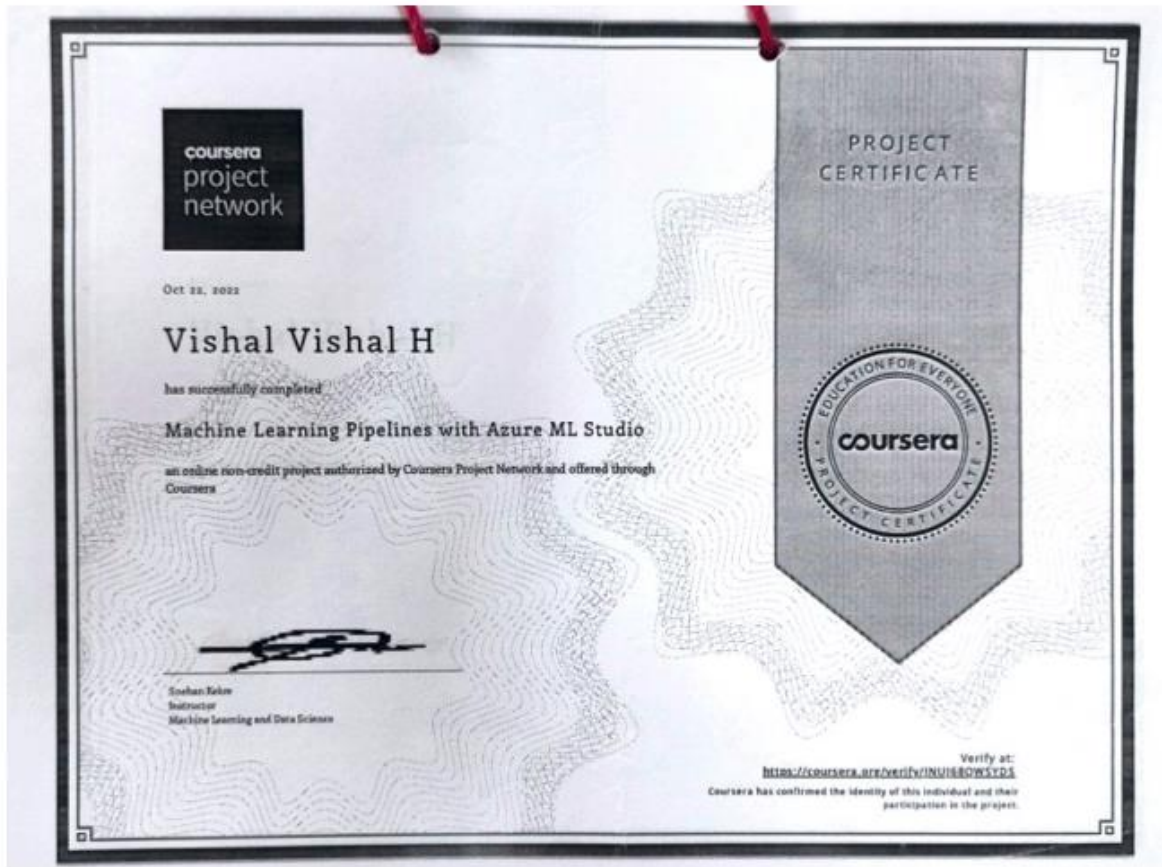 coursera
project
network
Oct 22, 2022
Vishal Vishal H
has successfully completed
Machine Learning Pipelines with Azure ML Studio
an online non-credit project authorized by Coursera Project Network and offered through
Coursera
Instructor
Machine Learning and Data Science
PROJECT
CERTIFICATE
EDUCATION FOR EVERYONE
coursera
PROJECT CERTIFICATE
Verify at:
Coursera has confirmed the identity of this individual and their
participation in the project.